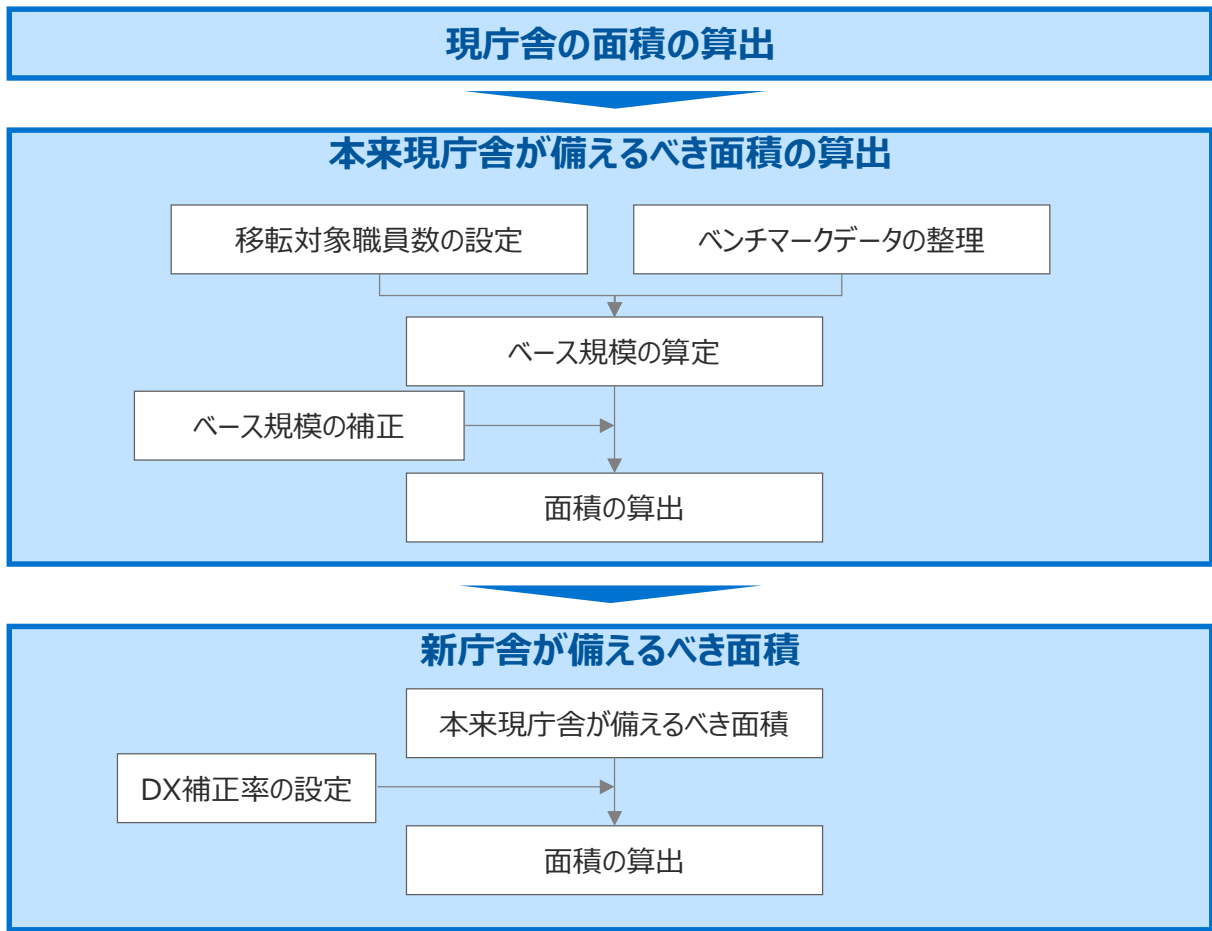 現庁舎の面積の算出
本来現庁舎が備えるべき面積の算出
移転対象職員数の設定
ベンチマークデータの整理
ベース規模の算定
ベース規模の補正
面積の算出
新庁舎が備えるべき面積
本来現庁舎が備えるべき面積
DX補正率の設定
面積の算出